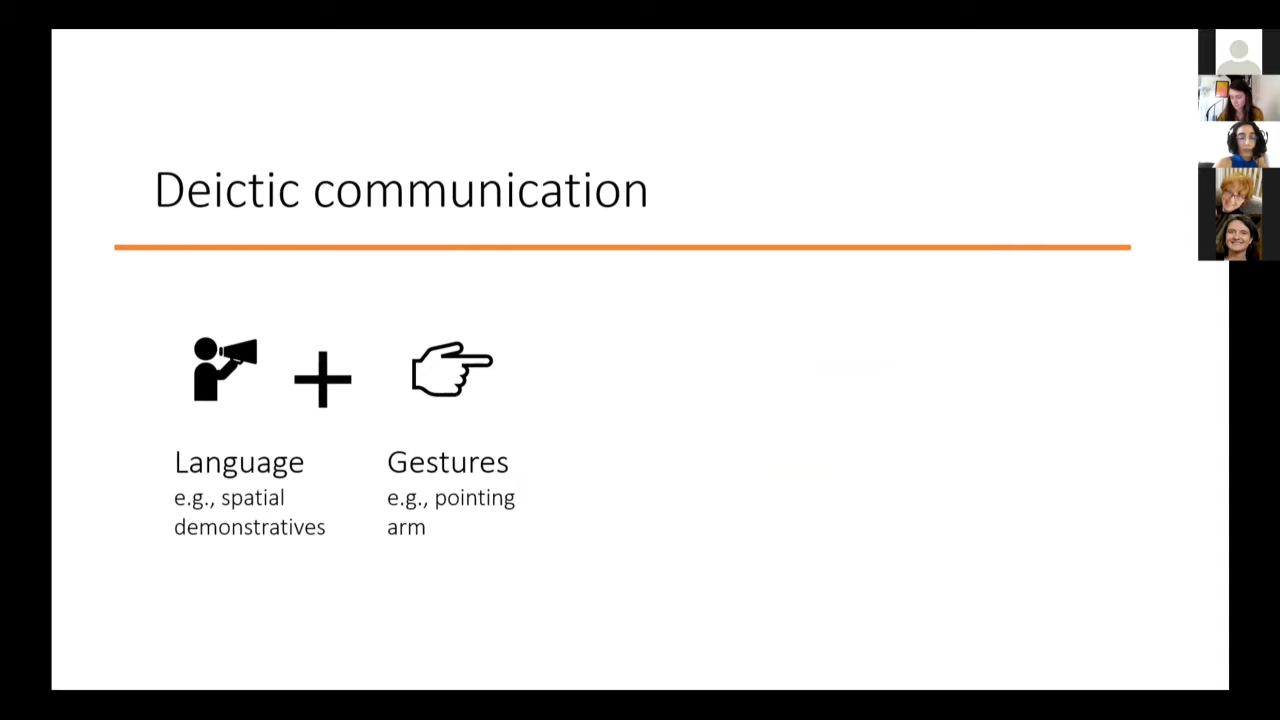 Deictic communication
Language
e.g., spatial
demonstratives
Gestures
e.g., pointing
arm